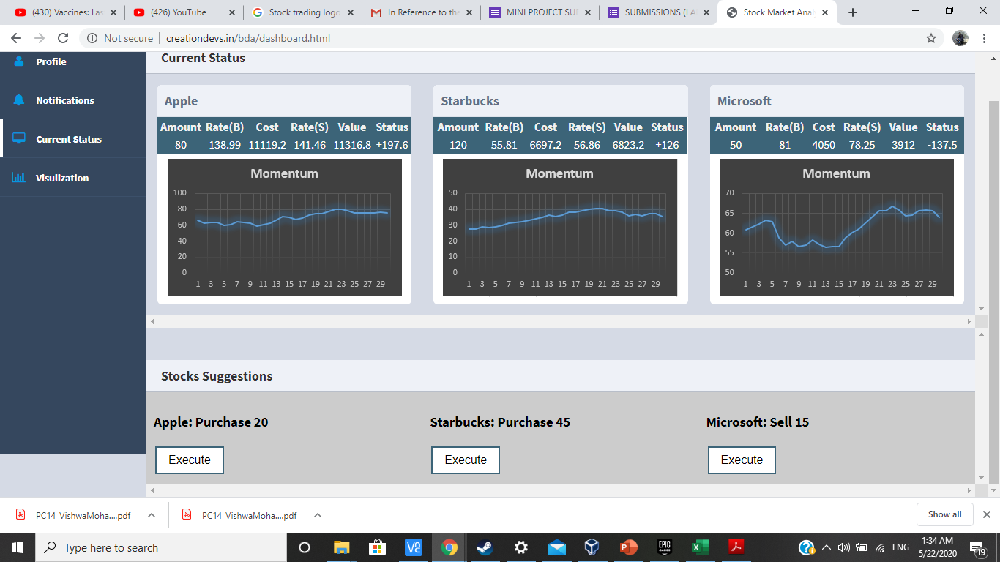 (430) Vaccines: Las
(426) YouTube
Stock trading logo
In Reference to the
MINI PROJECT SUB
SUBMISSIONS (LA
Stock Market Anal
Not secure
creationdevs.in/bda/dashboard.html
Profile
Notifications
Current Status
Visulization
Current Status
Apple
Amount Rate(B) Cost Rate(S) Value Status
80 138.99 11119.2 141.46 11316.8 +197.6
Momentum
100
80
60
40
20
0
1 3 5 7 9 11 13 15 17 19 21 23 25 27 29
Starbucks
Amount Rate(B) Cost Rate(S) Value Status
120 55.81 6697.2 56.86 6823.2 +126
Momentum
50
40
30
20
10
0
1 3 5 7 9 11 13 15 17 19 21 23 25 27 29
Microsoft
Amount Rate(B) Cost Rate(S) Value Status
50 81 4050 78.25 3912 -137.5
Momentum
70
65
60
55
50
1 3 5 7 9 11 13 15 17 19 21 23 25 27 29
Stocks Suggestions
Apple: Purchase 20
Execute
Starbucks: Purchase 45
Execute
Microsoft: Sell 15
Execute
PC14_VishwaMoha....pdf
PC14_VishwaMoha....pdf
Show all
Type here to search
EPIC
GAMES
ENG
1:34 AM
5/22/2020
19